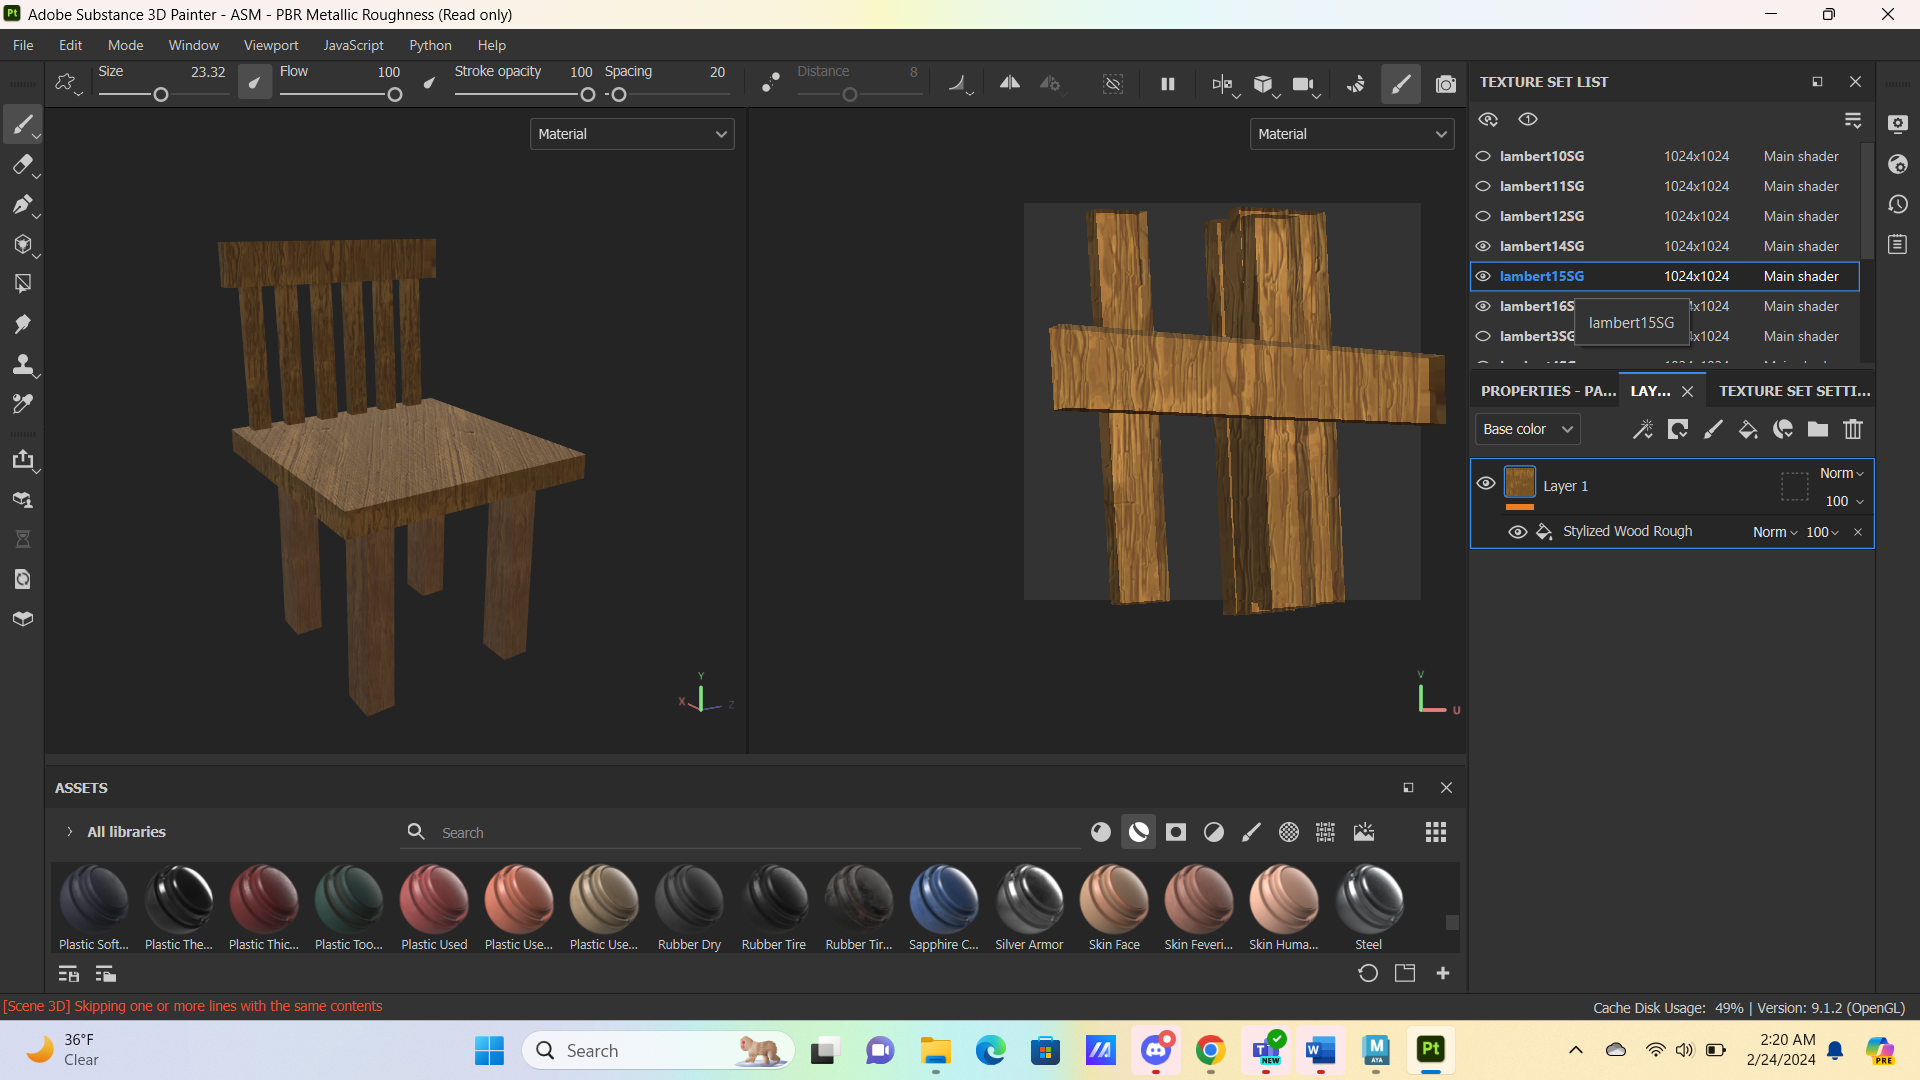 Adobe Substance 3D Painter - ASM - PBR Metallic Roughness (Read only)
File Edit Mode Window Viewport JavaScript Python Help
Size 23.32 Flow 100 Stroke opacity 100 Spacing 20 Distance 8
Material
Material
Y
X
Z
V
U
TEXTURE SET LIST
lambert10SG 1024x1024 Main shader
lambert11SG 1024x1024 Main shader
lambert12SG 1024x1024 Main shader
lambert14SG 1024x1024 Main shader
lambert15SG 1024x1024 Main shader
lambert16S x1024 Main shader
lambert15SG
lambert3SG x1024 Main shader
PROPERTIES - PA... LAY... TEXTURE SET SETTI...
Base color
Layer 1 Norm
100
Stylized Wood Rough Norm 100
ASSETS
All libraries Search
Plastic Soft... Plastic The... Plastic Thic... Plastic Too... Plastic Used Plastic Use... Plastic Use... Rubber Dry Rubber Tire Rubber Tir... Sapphire C... Silver Armor Skin Face Skin Feveri... Skin Huma... Steel
[Scene 3D] Skipping one or more lines with the same contents
Cache Disk Usage: 49% | Version: 9.1.2 (OpenGL)
36°F
Clear
Search
NEW
W
M
AYA
Pt
2:20 AM
2/24/2024
PRE